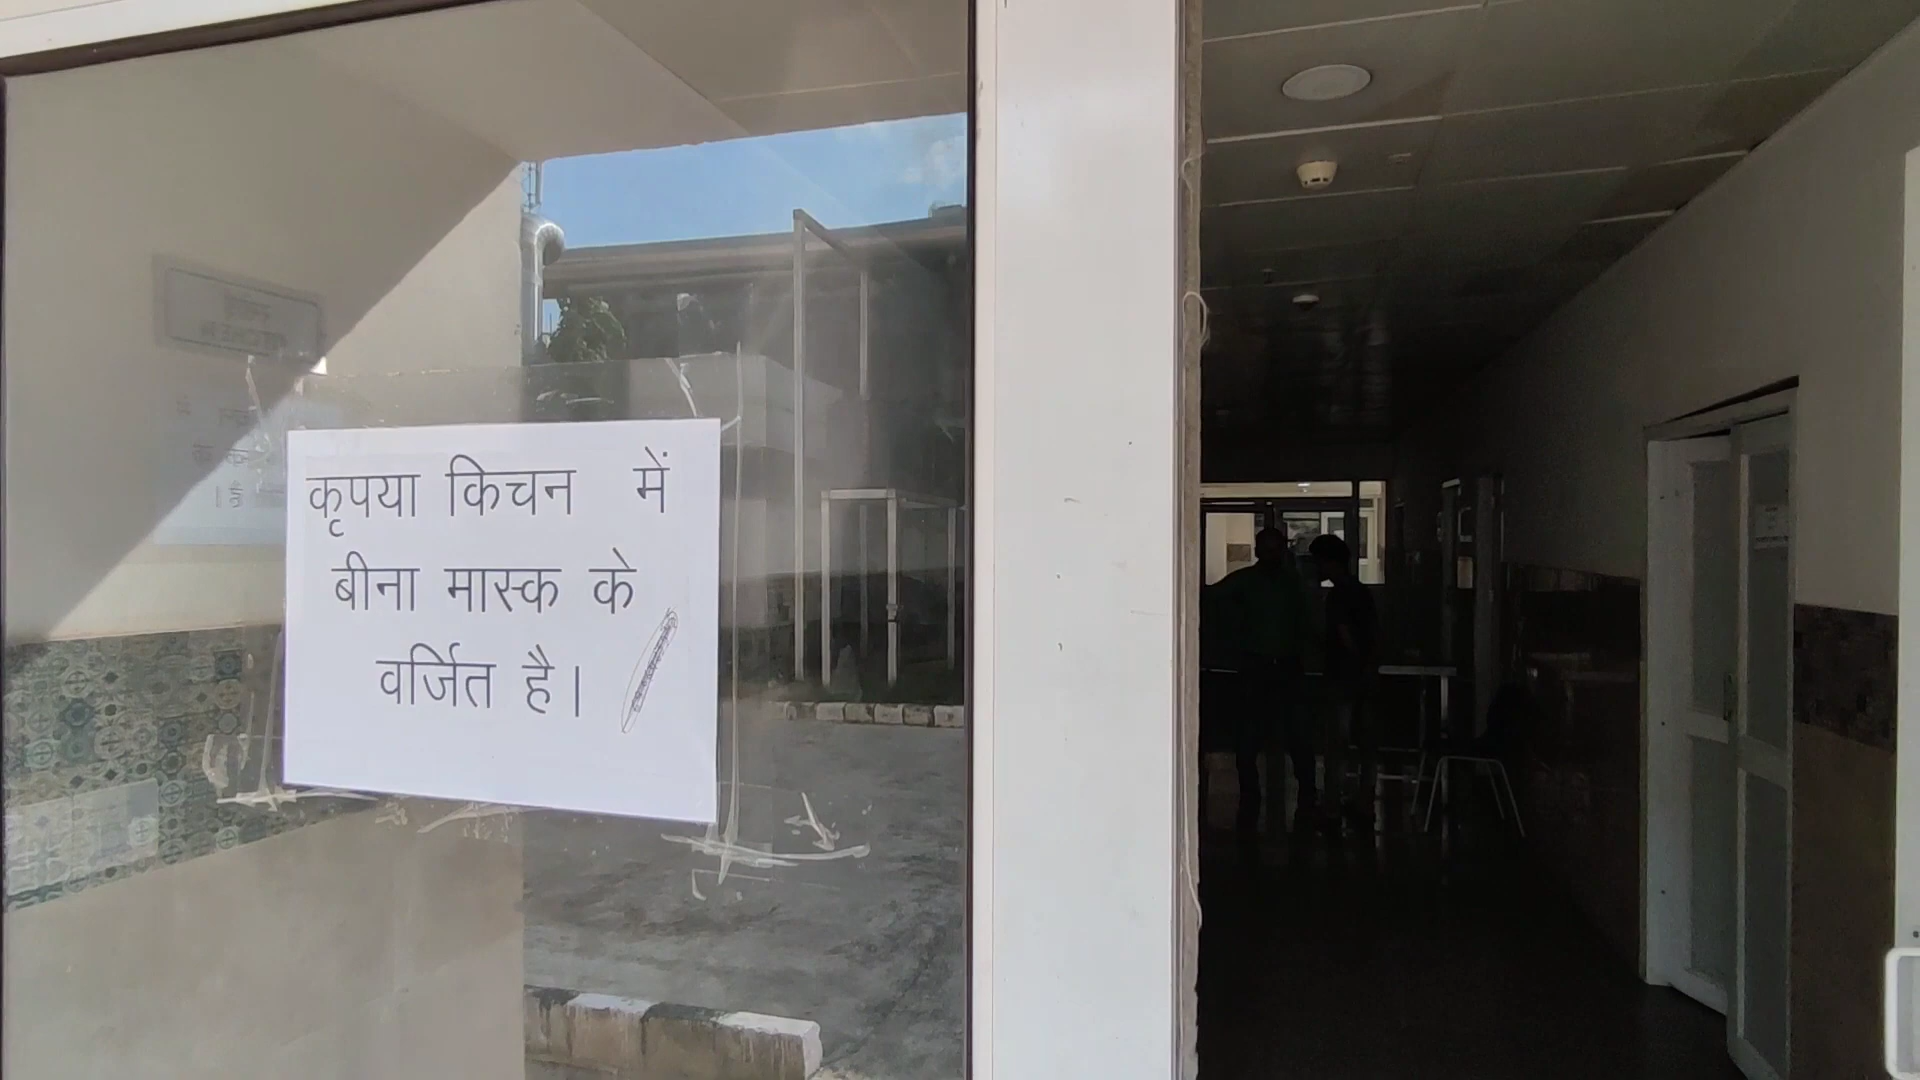 कृपया किचन में
बीना मास्क के
वर्जित है।